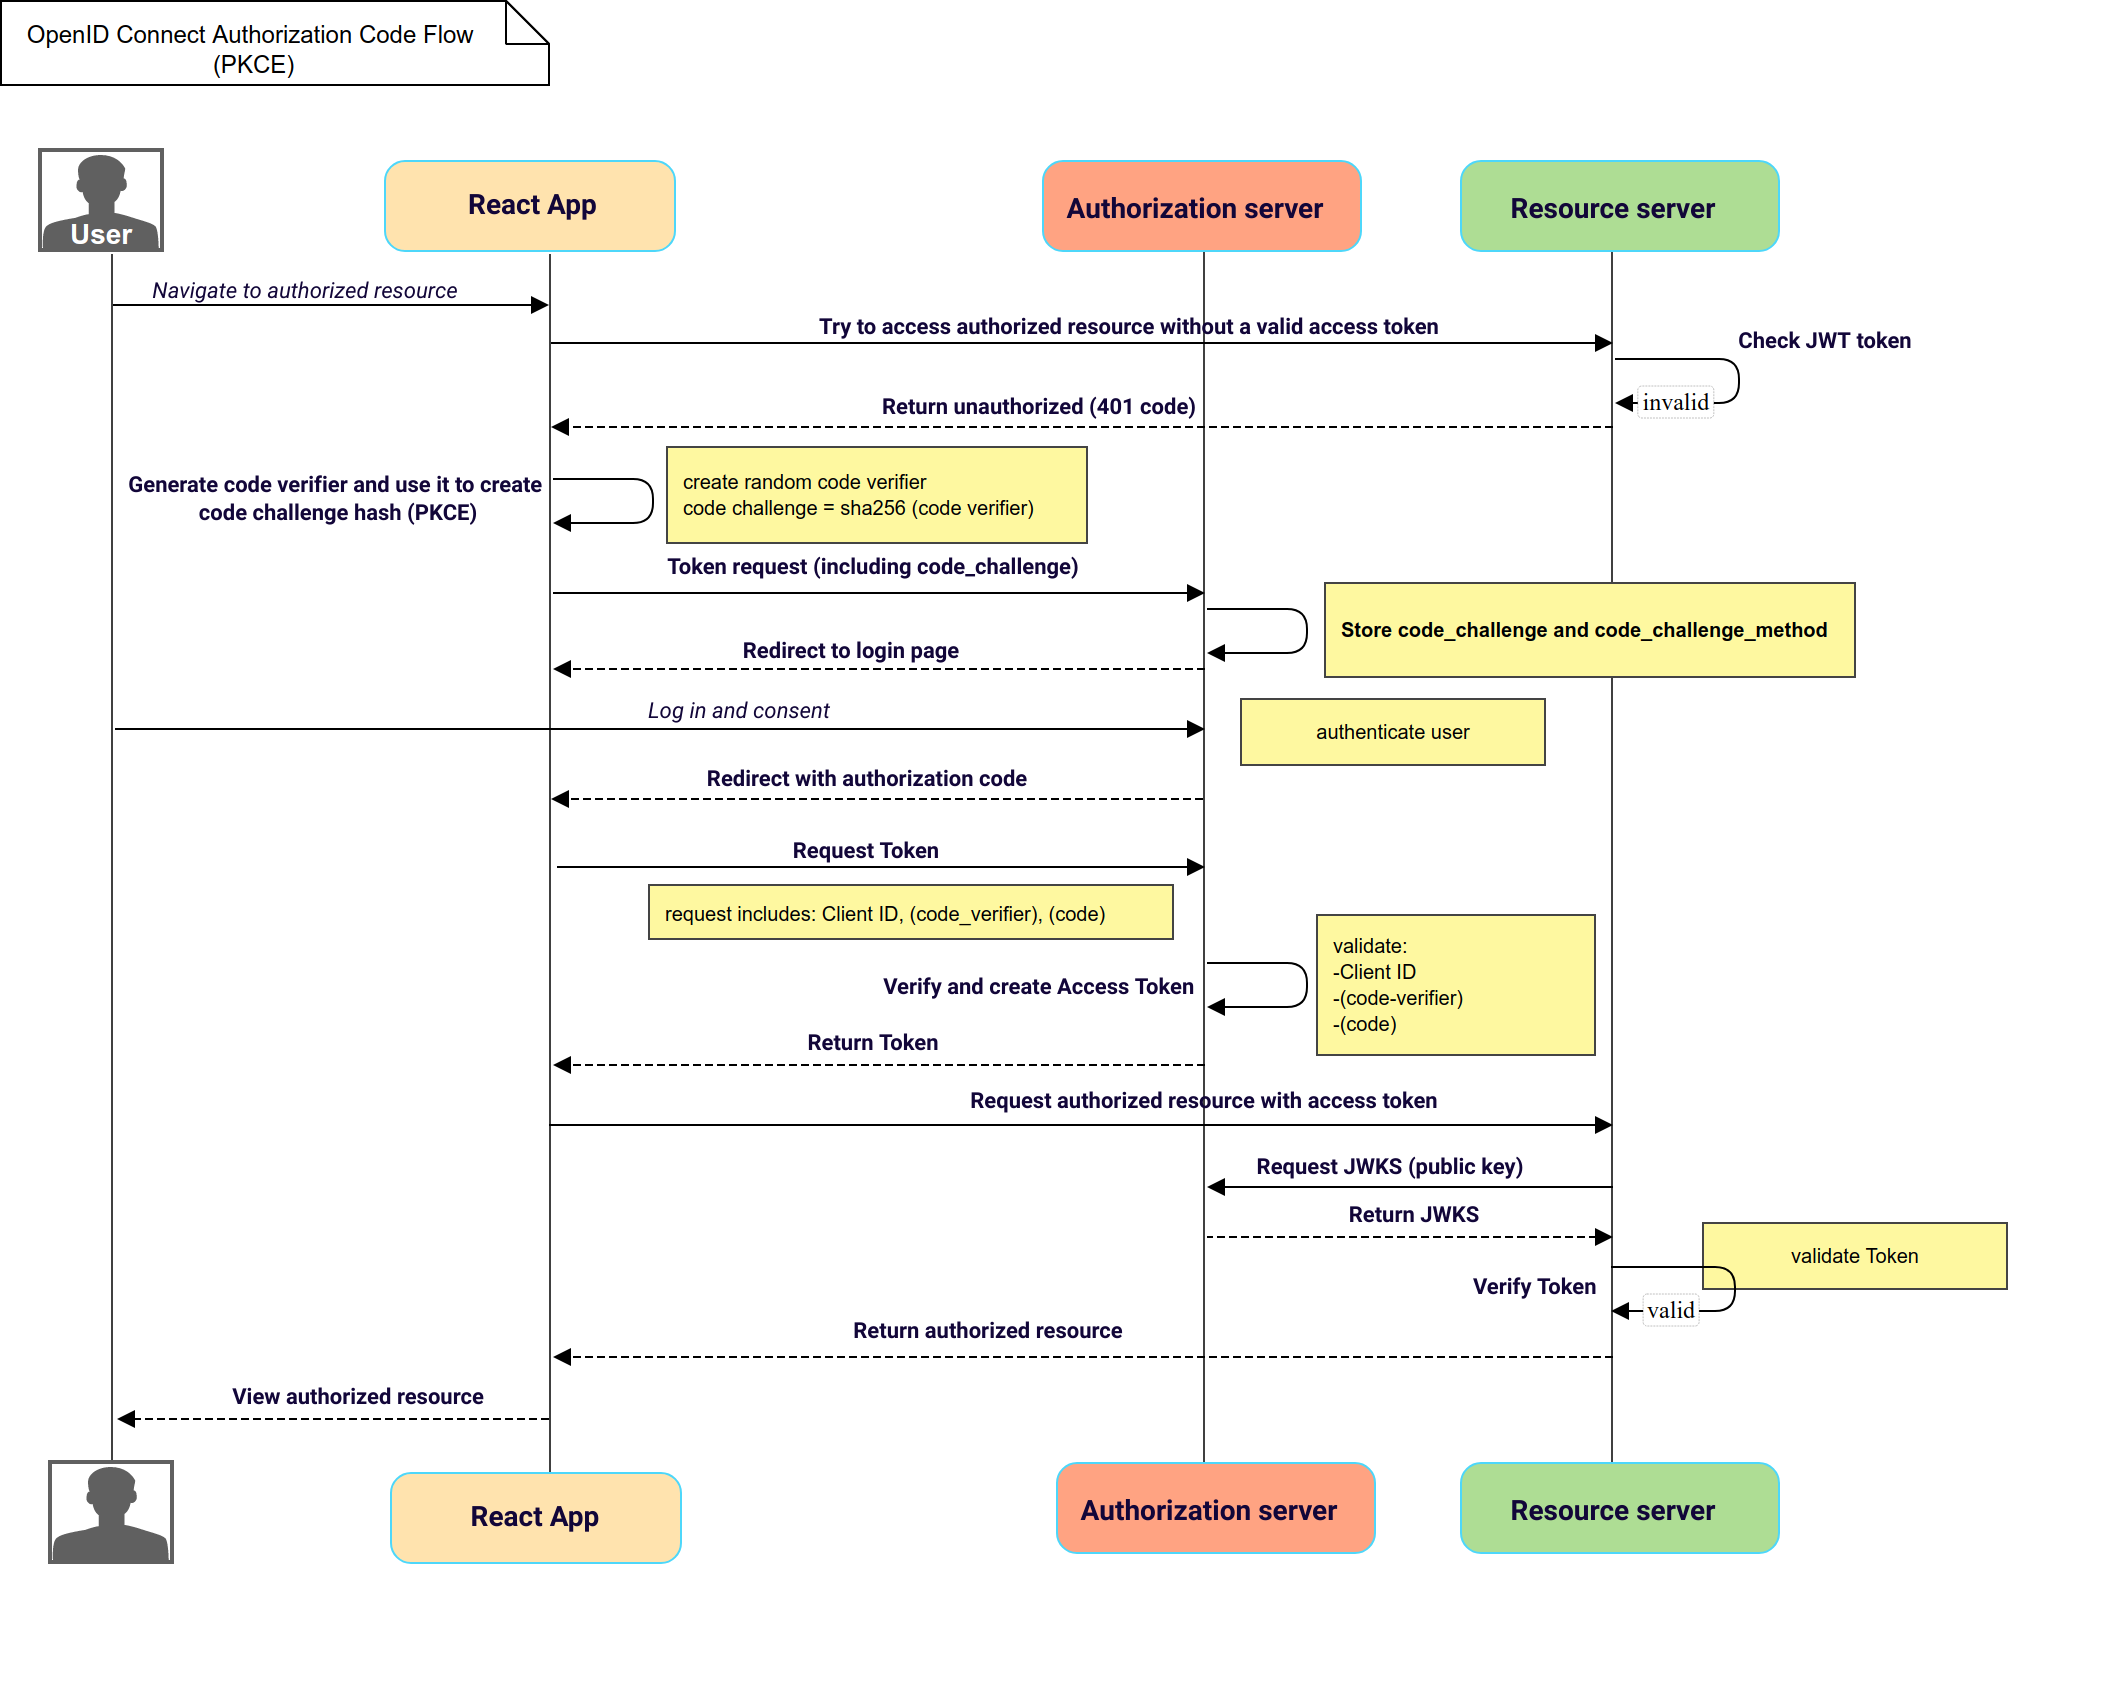 OpenID Connect Authorization Code Flow
(PKCE)
User
React App
Authorization server
Resource server
Navigate to authorized resource
Try to access authorized resource without a valid access token
Check JWT token
invalid
Return unauthorized (401 code)
Generate code verifier and use it to create
code challenge hash (PKCE)
create random code verifier
code challenge = sha256 (code verifier)
Token request (including code_challenge)
Store code_challenge and code_challenge_method
Redirect to login page
Log in and consent
authenticate user
Redirect with authorization code
Request Token
request includes: Client ID, (code_verifier), (code)
validate:
-Client ID
-(code-verifier)
-(code)
Verify and create Access Token
Return Token
Request authorized resource with access token
Request JWKS (public key)
Return JWKS
validate Token
Verify Token
valid
Return authorized resource
View authorized resource
React App
Authorization server
Resource server